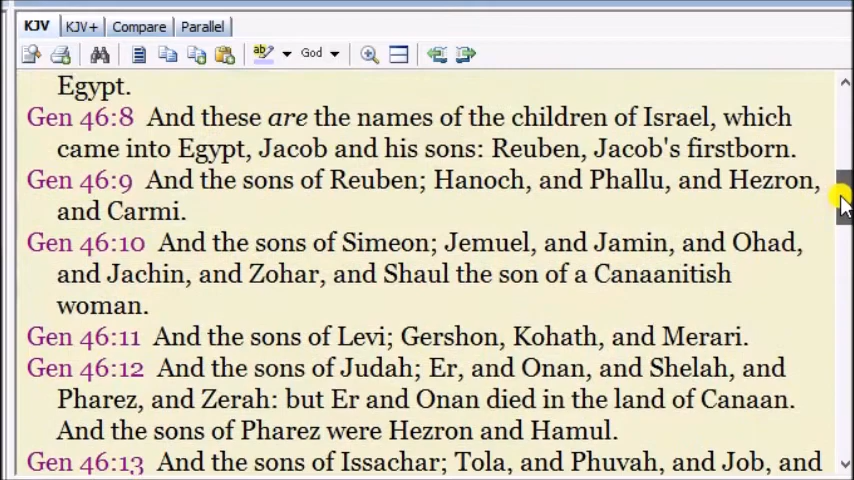 KJV KJV+ Compare Parallel
ab God
Egypt.
Gen 46:8 And these are the names of the children of Israel, which
came into Egypt, Jacob and his sons: Reuben, Jacob's firstborn.
Gen 46:9 And the sons of Reuben; Hanoch, and Phallu, and Hezron,
and Carmi.
Gen 46:10 And the sons of Simeon; Jemuel, and Jamin, and Ohad,
and Jachin, and Zohar, and Shaul the son of a Canaanitish
woman.
Gen 46:11 And the sons of Levi; Gershon, Kohath, and Merari.
Gen 46:12 And the sons of Judah; Er, and Onan, and Shelah, and
Pharez, and Zerah: but Er and Onan died in the land of Canaan.
And the sons of Pharez were Hezron and Hamul.
Gen 46:13 And the sons of Issachar; Tola, and Phuvah, and Job, and